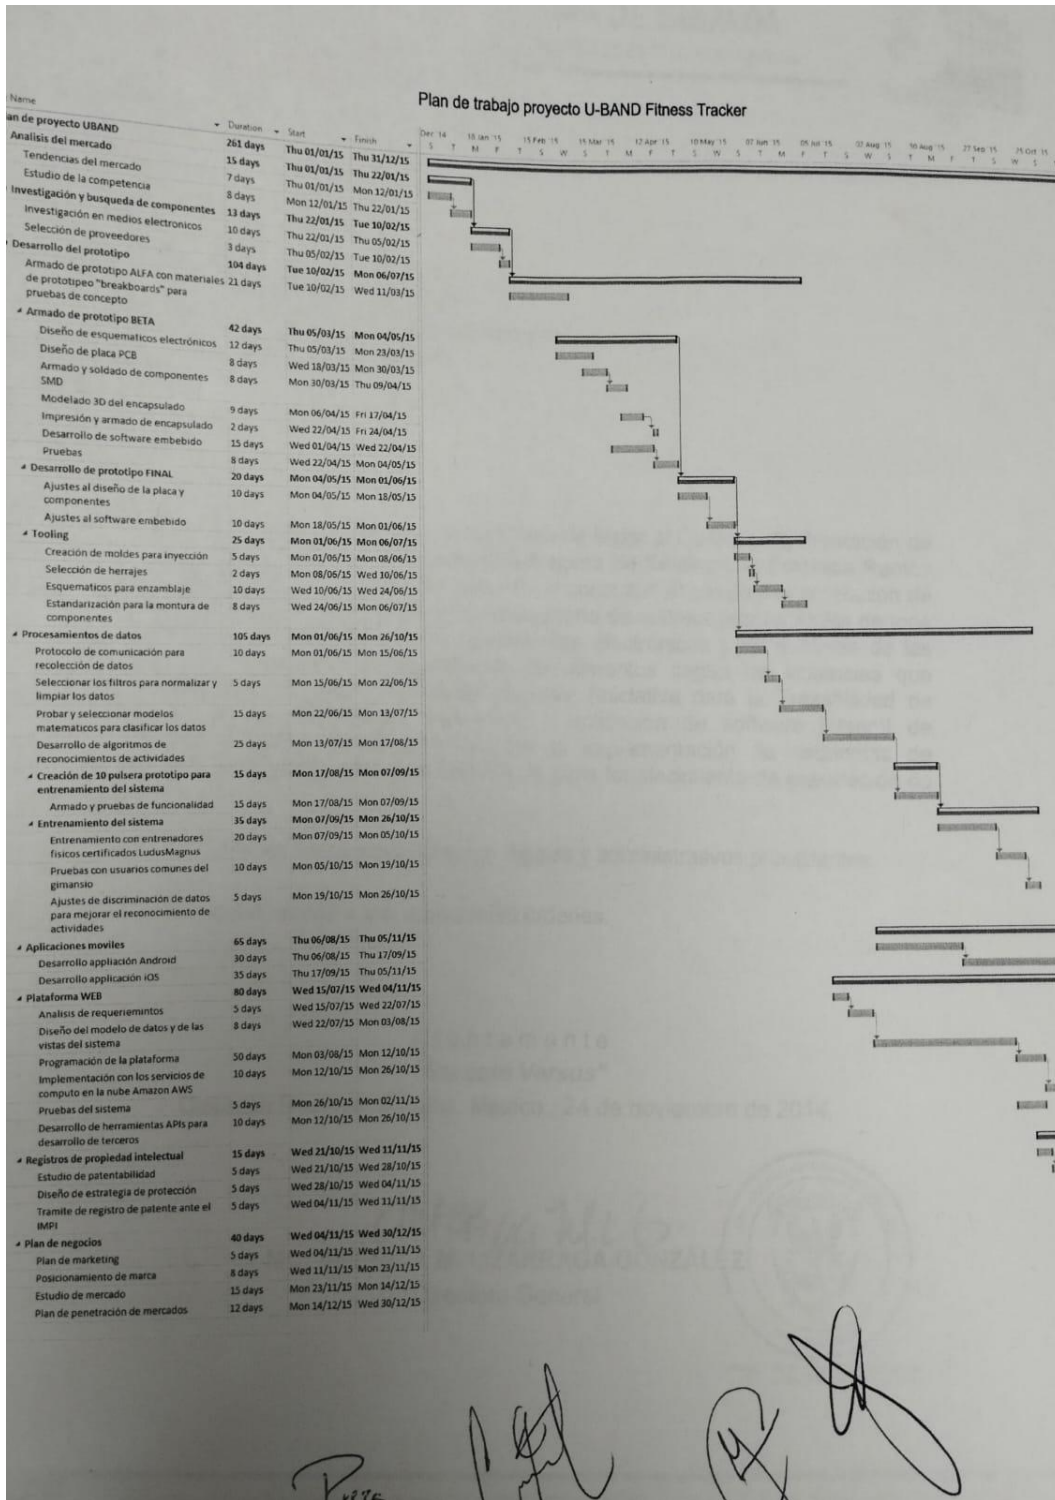 Plan de trabajo proyecto U-BAND Fitness Tracker
Name Duration Start Finish Dec '14 18 Jan '15 15 Feb '15 15 Mar '15 12 Apr '15 10 May '15 07 Jun '15 05 Jul '15 02 Aug '15 30 Aug '15 27 Sep '15 25 Oct '15
S T M F T S W S T M F T S W S T M F T S W S T M F T S W S
an de proyecto UBAND 261 days Thu 01/01/15 Thu 31/12/15
Analisis del mercado 15 days Thu 01/01/15 Thu 22/01/15
Tendencias del mercado 7 days Thu 01/01/15 Mon 12/01/15
Estudio de la competencia 8 days Mon 12/01/15 Thu 22/01/15
Investigación y busqueda de componentes 13 days Thu 22/01/15 Tue 10/02/15
Investigación en medios electronicos 10 days Thu 22/01/15 Thu 05/02/15
Selección de proveedores 3 days Thu 05/02/15 Tue 10/02/15
Desarrollo del prototipo 104 days Tue 10/02/15 Mon 06/07/15
Armado de prototipo ALFA con materiales 21 days Tue 10/02/15 Wed 11/03/15
de prototipeo "breakboards" para
pruebas de concepto
Armado de prototipo BETA 42 days Thu 05/03/15 Mon 04/05/15
Diseño de esquematicos electrónicos 12 days Thu 05/03/15 Mon 23/03/15
Diseño de placa PCB 8 days Wed 18/03/15 Mon 30/03/15
Armado y soldado de componentes 8 days Mon 30/03/15 Thu 09/04/15
SMD
Modelado 3D del encapsulado 9 days Mon 06/04/15 Fri 17/04/15
Impresión y armado de encapsulado 2 days Wed 22/04/15 Fri 24/04/15
Desarrollo de software embebido 15 days Wed 01/04/15 Wed 22/04/15
Pruebas 8 days Wed 22/04/15 Mon 04/05/15
Desarrollo de prototipo FINAL 20 days Mon 04/05/15 Mon 01/06/15
Ajustes al diseño de la placa y 10 days Mon 04/05/15 Mon 18/05/15
componentes
Ajustes al software embebido 10 days Mon 18/05/15 Mon 01/06/15
Tooling 25 days Mon 01/06/15 Mon 06/07/15
Creación de moldes para inyección 5 days Mon 01/06/15 Mon 08/06/15
Selección de herrajes 2 days Mon 08/06/15 Wed 10/06/15
Esquematicos para enzamblaje 10 days Wed 10/06/15 Wed 24/06/15
Estandarización para la montura de 8 days Wed 24/06/15 Mon 06/07/15
componentes
Procesamientos de datos 105 days Mon 01/06/15 Mon 26/10/15
Protocolo de comunicación para 10 days Mon 01/06/15 Mon 15/06/15
recolección de datos
Seleccionar los filtros para normalizar y 5 days Mon 15/06/15 Mon 22/06/15
limpiar los datos
Probar y seleccionar modelos 15 days Mon 22/06/15 Mon 13/07/15
matematicos para clasificar los datos
Desarrollo de algoritmos de 25 days Mon 13/07/15 Mon 17/08/15
reconocimientos de actividades
Creación de 10 pulsera prototipo para 15 days Mon 17/08/15 Mon 07/09/15
entrenamiento del sistema
Armado y pruebas de funcionalidad 15 days Mon 17/08/15 Mon 07/09/15
Entrenamiento del sistema 35 days Mon 07/09/15 Mon 26/10/15
Entrenamiento con entrenadores 20 days Mon 07/09/15 Mon 05/10/15
fisicos certificados LudusMagnus
Pruebas con usuarios comunes del 10 days Mon 05/10/15 Mon 19/10/15
gimansio
Ajustes de discriminación de datos 5 days Mon 19/10/15 Mon 26/10/15
para mejorar el reconocimiento de
actividades
Aplicaciones moviles 65 days Thu 06/08/15 Thu 05/11/15
Desarrollo appliación Android 30 days Thu 06/08/15 Thu 17/09/15
Desarrollo applicación iOS 35 days Thu 17/09/15 Thu 05/11/15
Plataforma WEB 80 days Wed 15/07/15 Wed 04/11/15
Analisis de requeriemintos 5 days Wed 15/07/15 Wed 22/07/15
Diseño del modelo de datos y de las 8 days Wed 22/07/15 Mon 03/08/15
vistas del sistema
Programación de la plataforma 50 days Mon 03/08/15 Mon 12/10/15
Implementación con los servicios de 10 days Mon 12/10/15 Mon 26/10/15
computo en la nube Amazon AWS
Pruebas del sistema 5 days Mon 26/10/15 Mon 02/11/15
Desarrollo de herramientas APIs para 10 days Mon 12/10/15 Mon 26/10/15
desarrollo de terceros
Registros de propiedad intelectual 15 days Wed 21/10/15 Wed 11/11/15
Estudio de patentabilidad 5 days Wed 21/10/15 Wed 28/10/15
Diseño de estrategia de protección 5 days Wed 28/10/15 Wed 04/11/15
Tramite de registro de patente ante el 5 days Wed 04/11/15 Wed 11/11/15
IMPI
Plan de negocios 40 days Wed 04/11/15 Wed 30/12/15
Plan de marketing 5 days Wed 04/11/15 Wed 11/11/15
Posicionamiento de marca 8 days Wed 11/11/15 Mon 23/11/15
Estudio de mercado 15 days Mon 23/11/15 Mon 14/12/15
Plan de penetración de mercados 12 days Mon 14/12/15 Wed 30/12/15